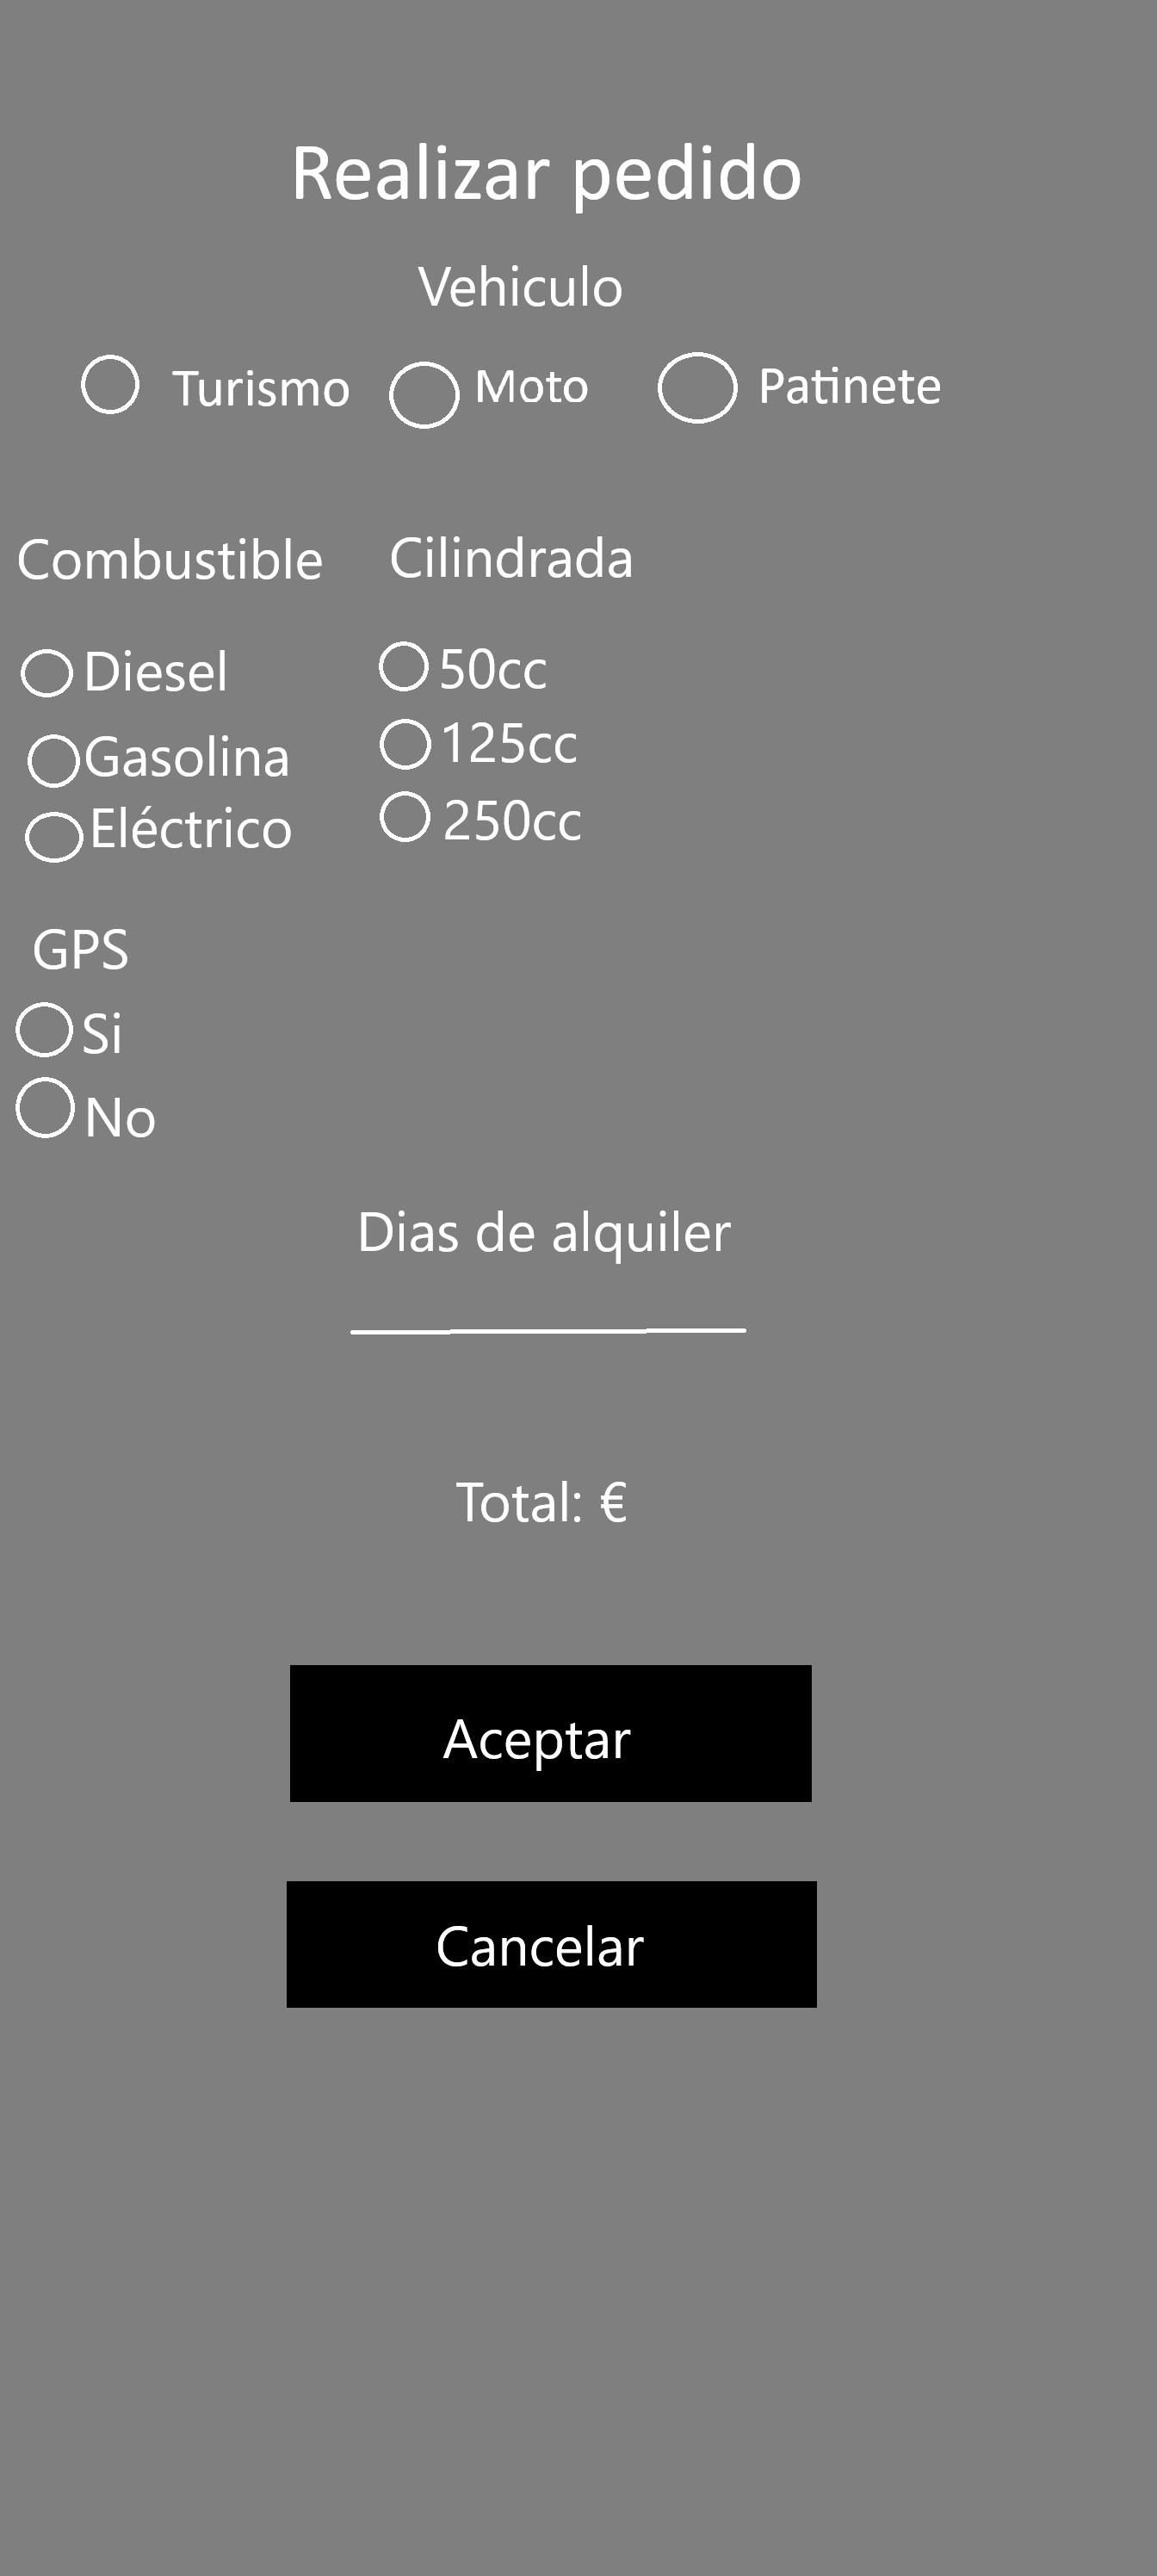 Realizar pedido
Vehiculo
Turismo Moto Patinete
Combustible Cilindrada
Diesel 50cc
Gasolina 125cc
Eléctrico 250cc
GPS
Si
No
Dias de alquiler
Total: €
Aceptar
Cancelar